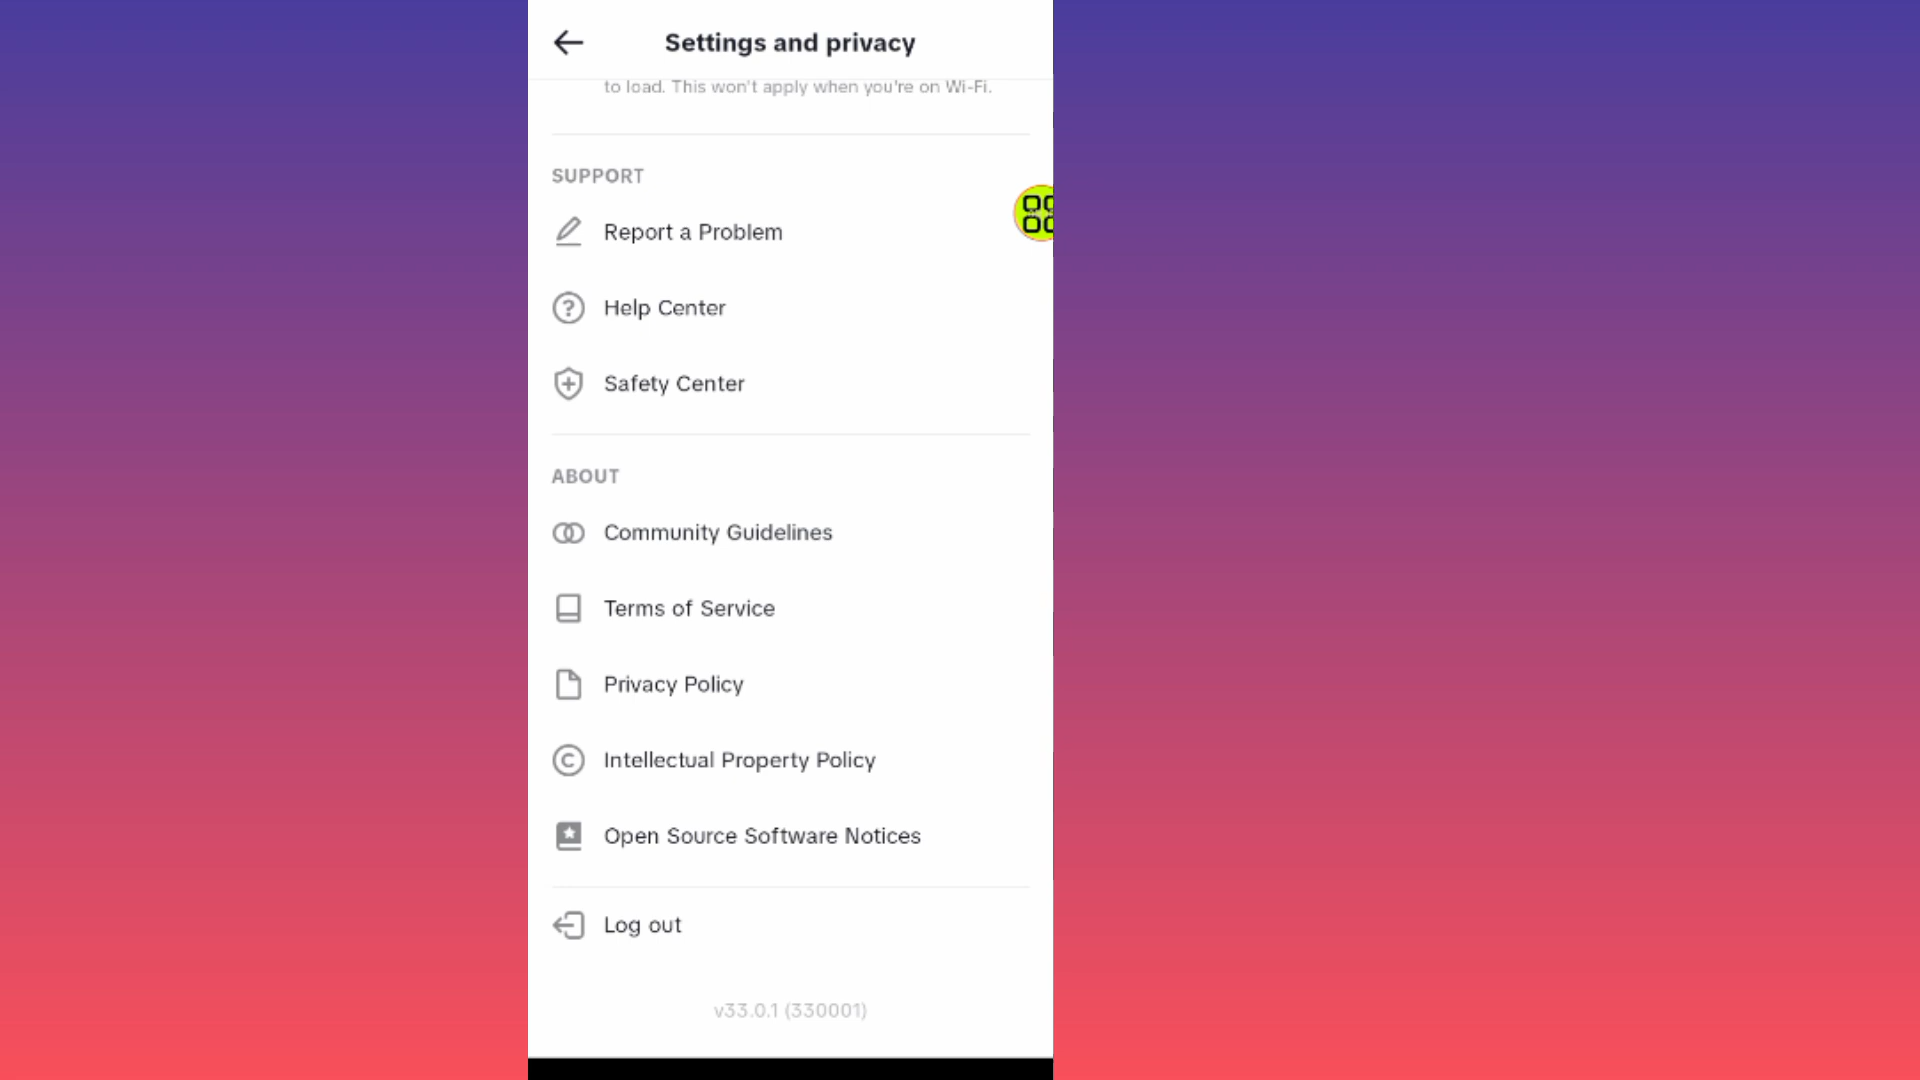 Settings and privacy
to load. This won't apply when you're on Wi-Fi.
SUPPORT
Report a Problem
Help Center
Safety Center
ABOUT
Community Guidelines
Terms of Service
Privacy Policy
Intellectual Property Policy
Open Source Software Notices
Log out
v33.0.1 (330001)